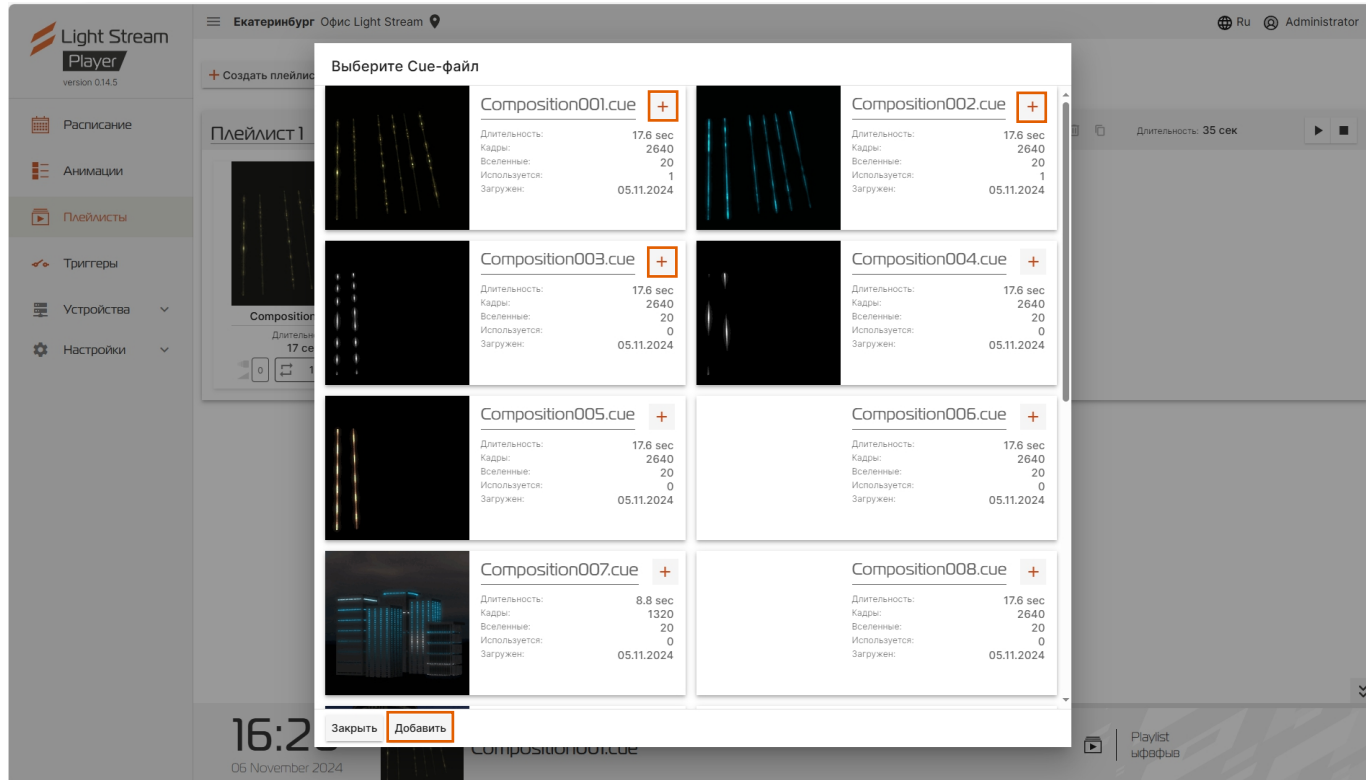 Light Stream
Player
version 0.14.5
Екатеринбург Офис Light Stream
Ru Administrator
Расписание
Анимации
Плейлисты
Триггеры
Устройства
Настройки
+ Создать
Плейлист 1
Длительность: 35 сек
17
0
Выберите Cue-файл
Composition001.cue +
Длительность: 17.6 sec
Кадры: 2640
Вселенные: 20
Используется: 1
Загружен: 05.11.2024
Composition002.cue +
Длительность: 17.6 sec
Кадры: 2640
Вселенные: 20
Используется: 1
Загружен: 05.11.2024
Composition003.cue +
Длительность: 17.6 sec
Кадры: 2640
Вселенные: 20
Используется: 0
Загружен: 05.11.2024
Composition004.cue +
Длительность: 17.6 sec
Кадры: 2640
Вселенные: 20
Используется: 0
Загружен: 05.11.2024
Composition005.cue +
Длительность: 17.6 sec
Кадры: 2640
Вселенные: 20
Используется: 0
Загружен: 05.11.2024
Composition006.cue +
Длительность: 17.6 sec
Кадры: 2640
Вселенные: 20
Используется: 0
Загружен: 05.11.2024
Composition007.cue +
Длительность: 8.8 sec
Кадры: 1320
Вселенные: 20
Используется: 0
Загружен: 05.11.2024
Composition008.cue +
Длительность: 17.6 sec
Кадры: 2640
Вселенные: 20
Используется: 0
Загружен: 05.11.2024
Закрыть Добавить
06 November 2024
Composition001.cue
Playlist
ыфвфыв